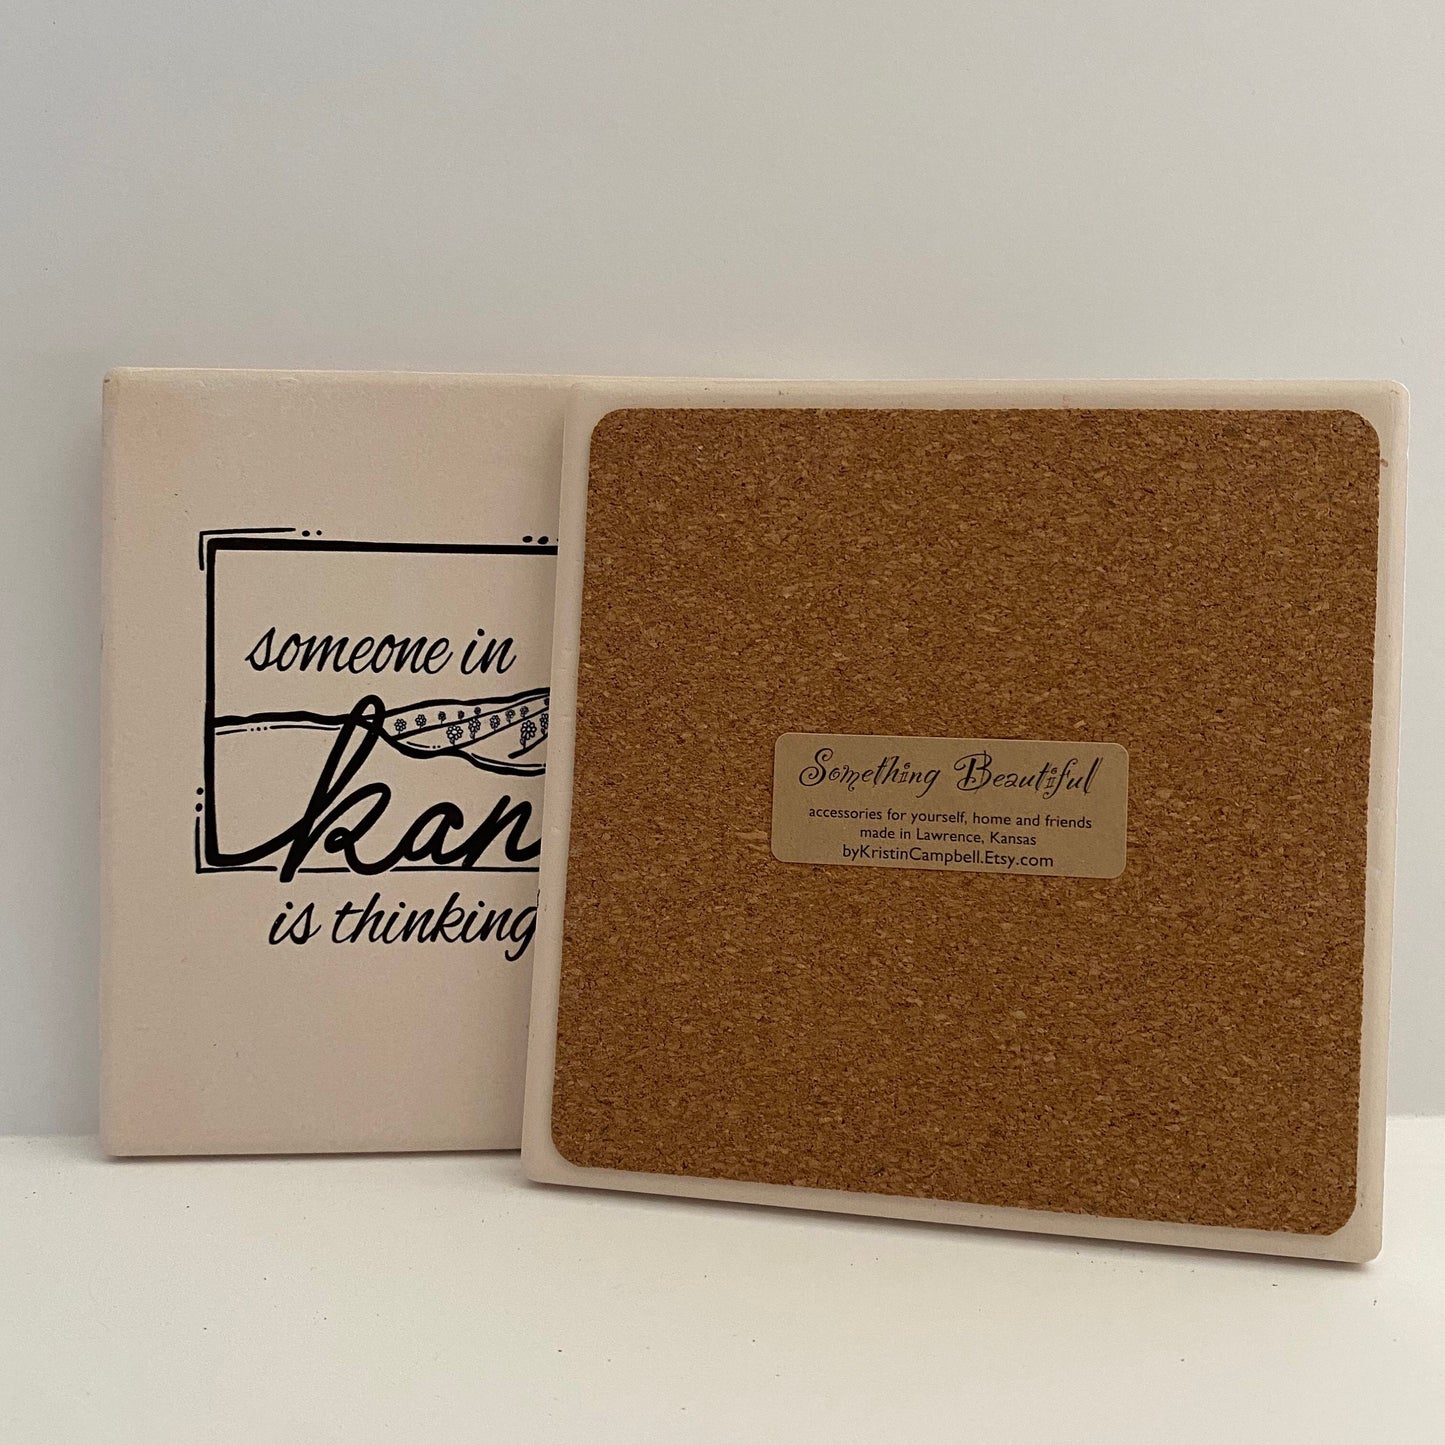 someone in
kan
is thinking
Something Beautiful
accessories for yourself, home and friends
made in Lawrence, Kansas
byKristinCampbell.Etsy.com